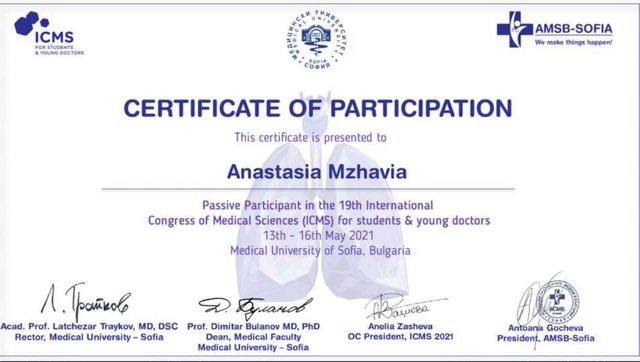 ICMS
FOR STUDENTS
& YOUNG DOCTORS
МЕДИЦИНСКИ УНИВЕРСИТЕТ
MEDICAL UNIVERSITY
SOFIA
СОФИЯ
AMSB-SOFIA
We make things happen!
CERTIFICATE OF PARTICIPATION
This certificate is presented to
Anastasia Mzhavia
Passive Participant in the 19th International
Congress of Medical Sciences (ICMS) for students & young doctors
13th - 16th May 2021
Medical University of Sofia, Bulgaria
Acad. Prof. Latchezar Traykov, MD, DSC
Rector, Medical University – Sofia
Prof. Dimitar Bulanov MD, PhD
Dean, Medical Faculty
Medical University – Sofia
Anelia Zasheva
OC President, ICMS 2021
Antoana Gocheva
President, AMSB-Sofia